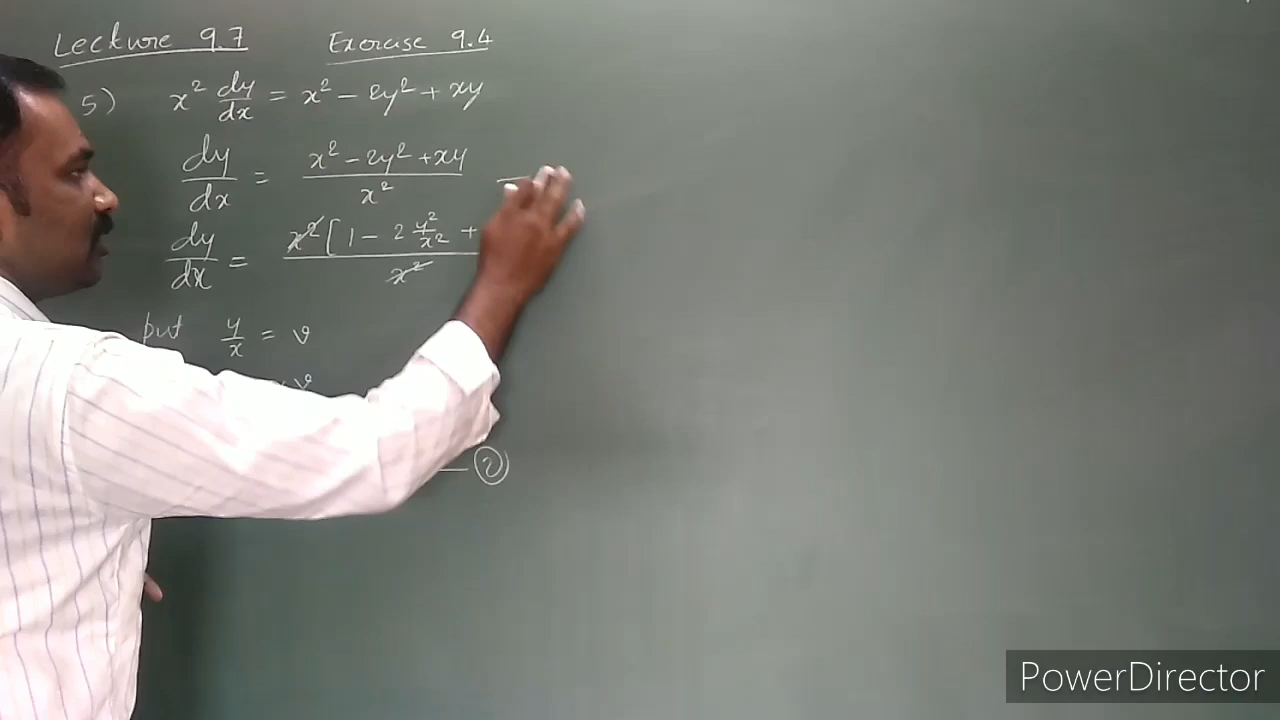 Lecture 9.7 Exercise 9.4
5) x² dy/dx = x² - 2y² + xy
dy/dx = (x² - 2y² + xy)/x² —
dy/dx = x²[1 - 2 y²/x² + / x²
put y/x = v
= v
— ②
PowerDirector